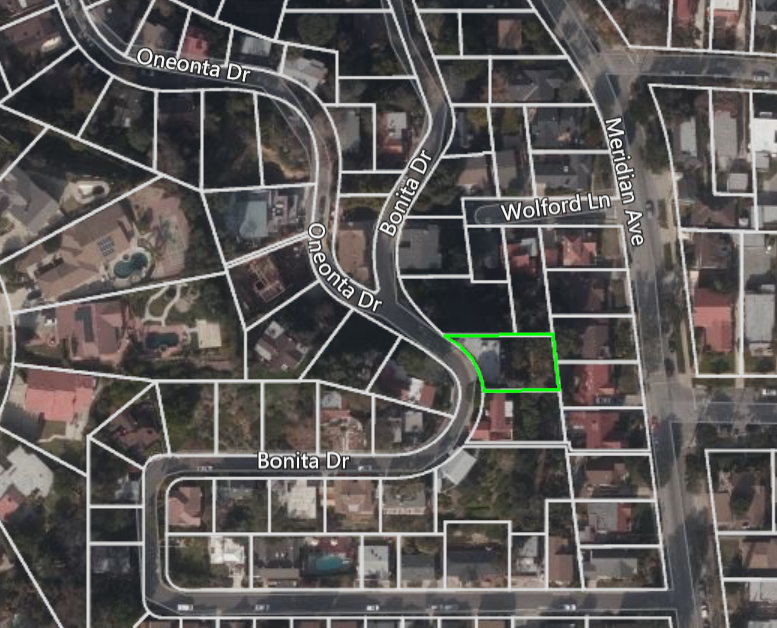 Oneonta Dr
Bonita Dr
Meridian Ave
Wolford Ln
Oneonta Dr
Bonita Dr